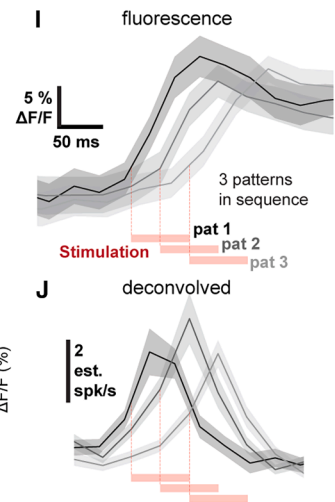 I
fluorescence
5 %
ΔF/F
50 ms
3 patterns
in sequence
pat 1
Stimulation
pat 2
pat 3
J
deconvolved
2
est.
spk/s
ΔF/F (%)